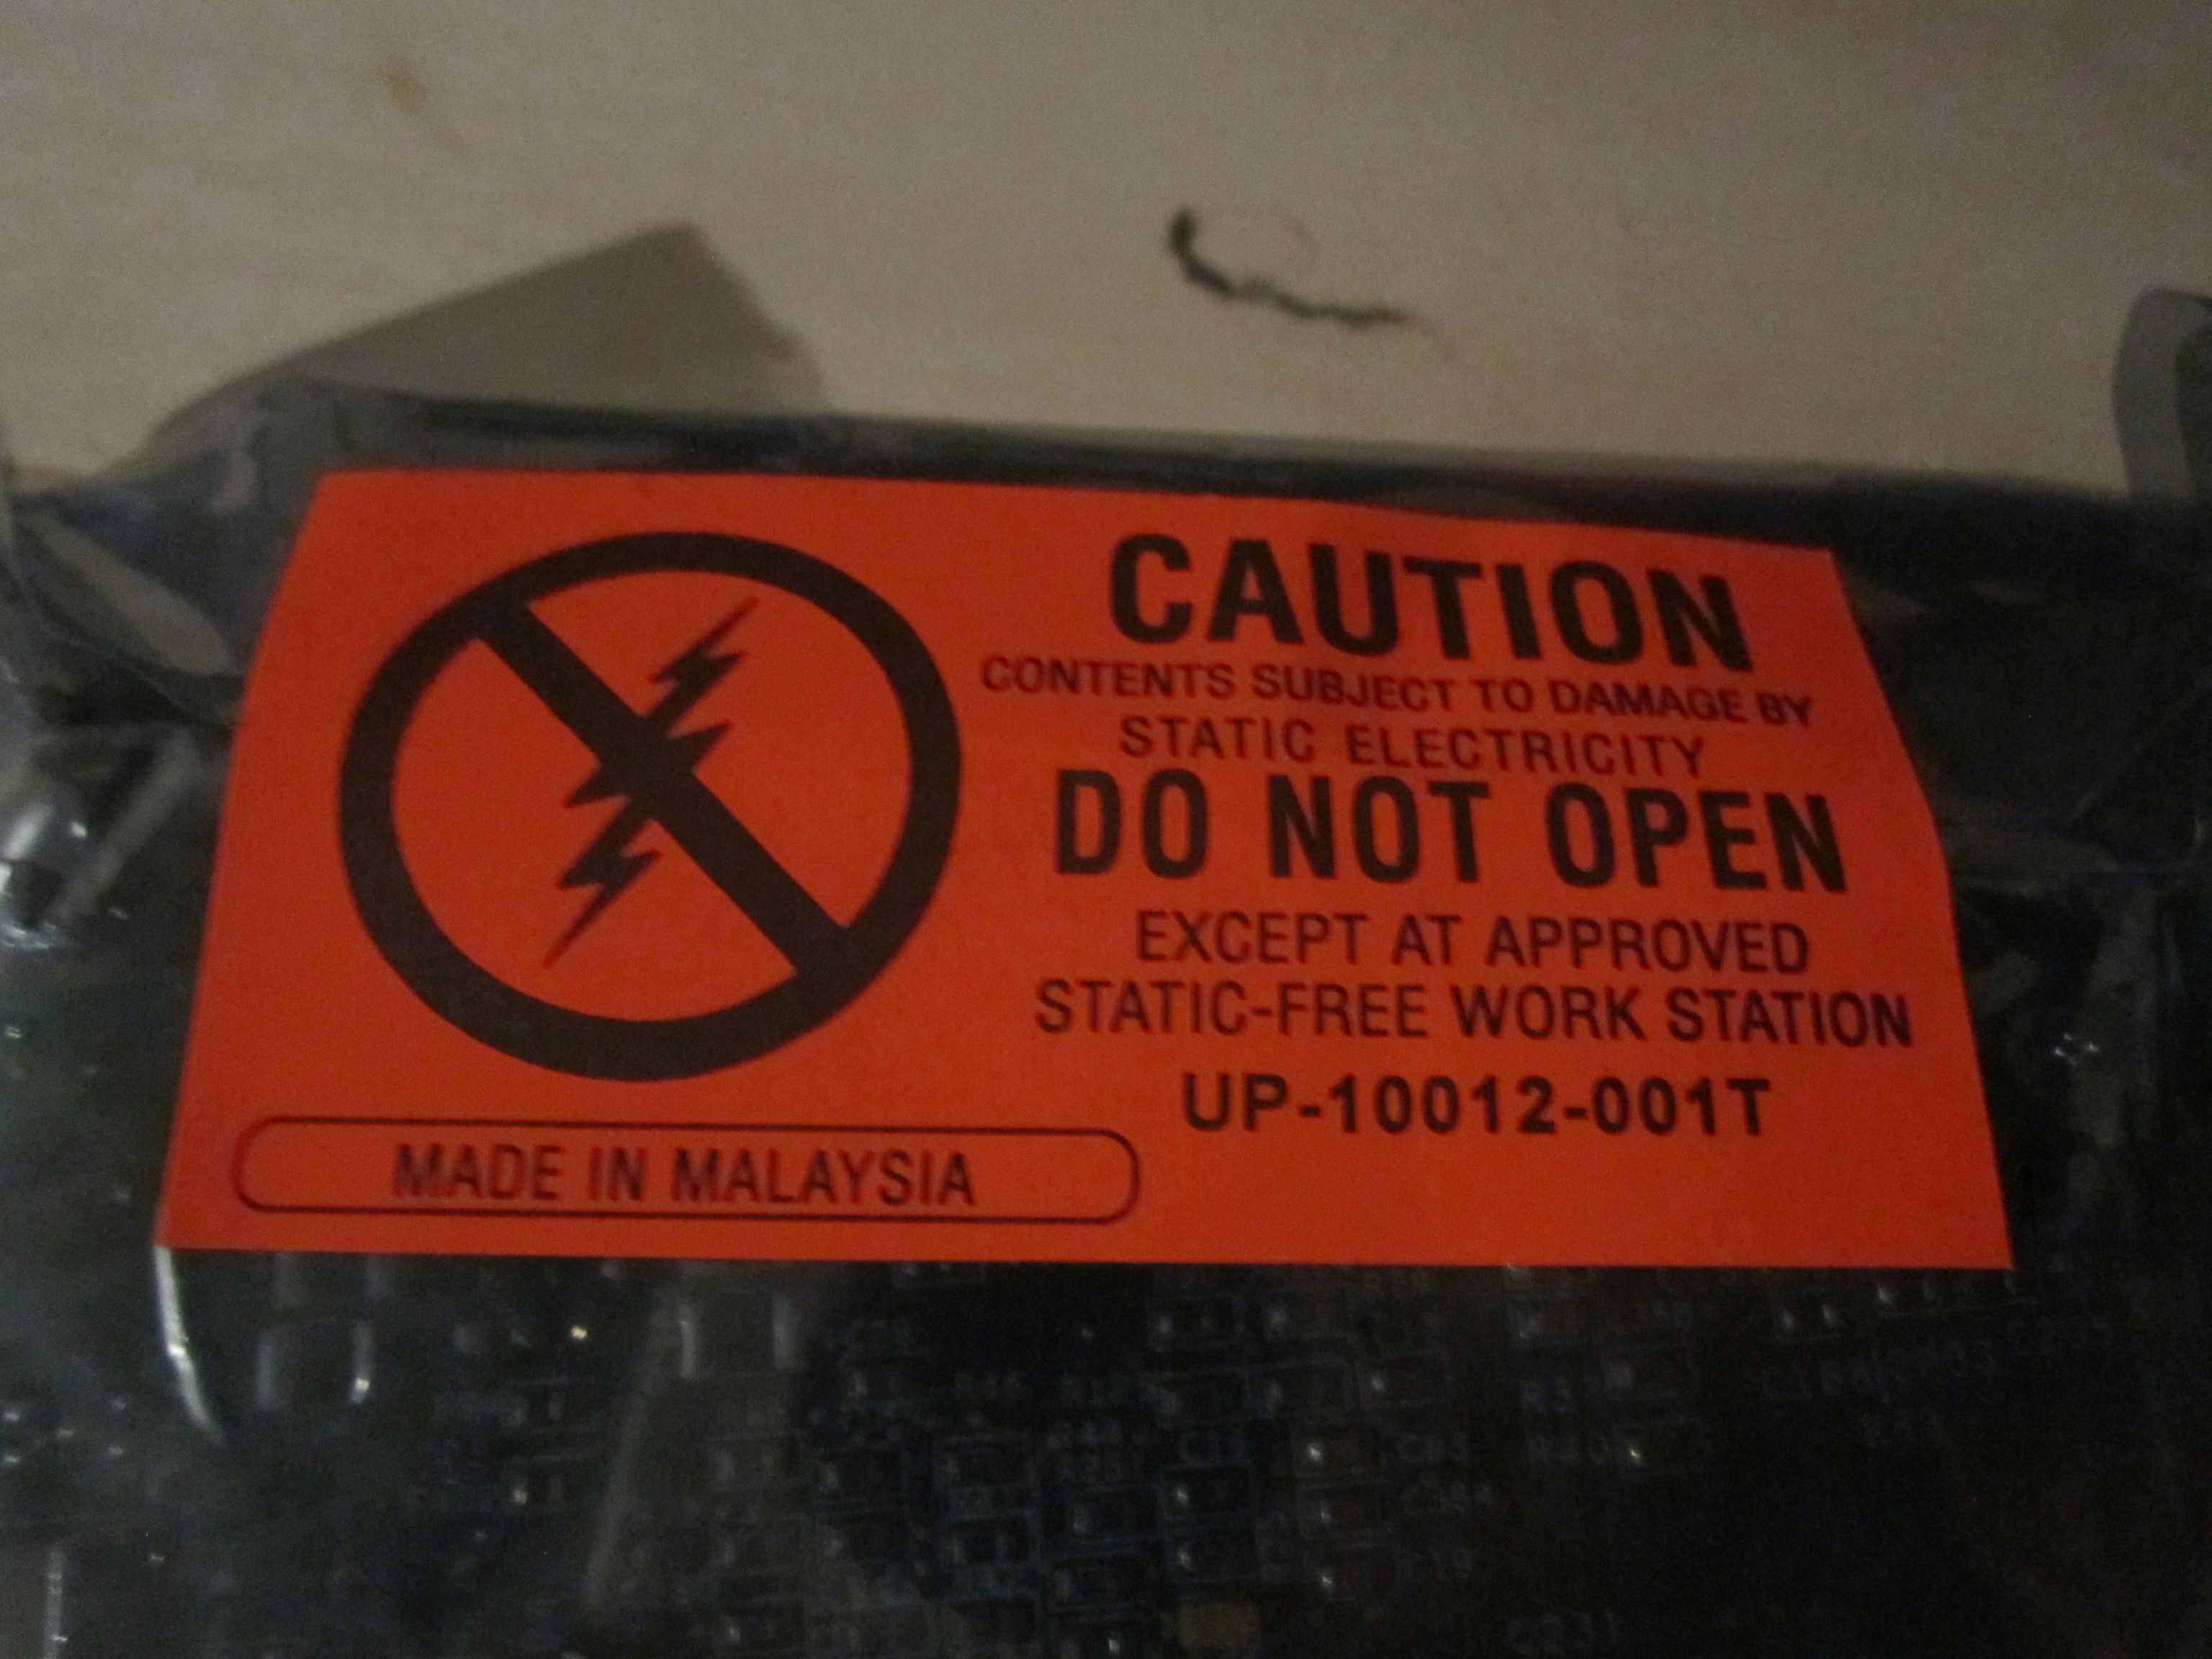 CAUTION
CONTENTS SUBJECT TO DAMAGE BY
STATIC ELECTRICITY
DO NOT OPEN
EXCEPT AT APPROVED
STATIC-FREE WORK STATION
UP-10012-001T
MADE IN MALAYSIA